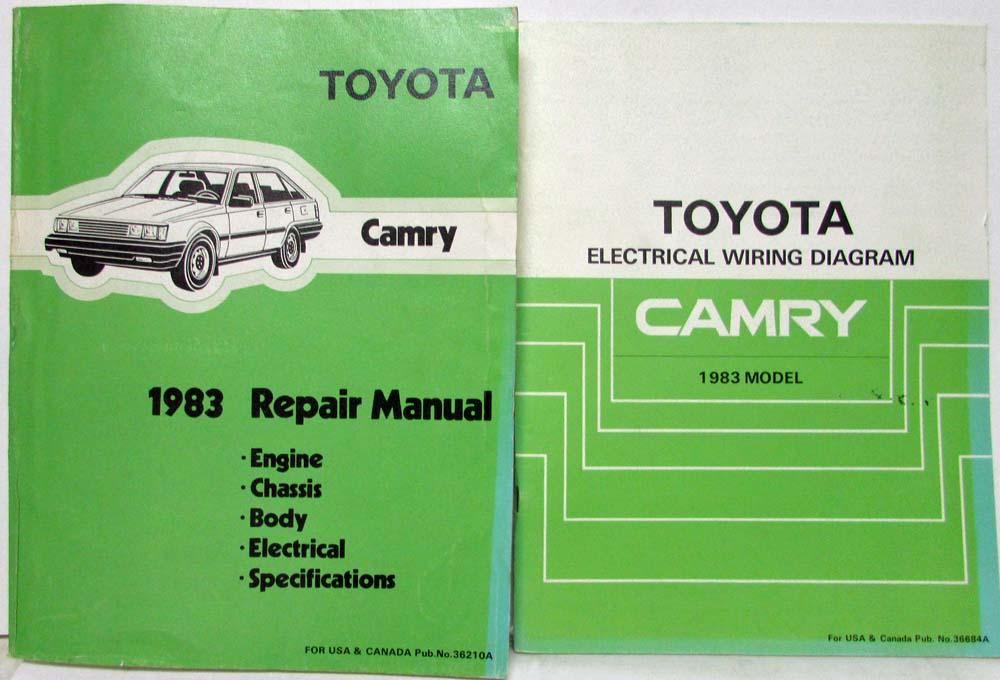 TOYOTA
Camry
1983 Repair Manual
· Engine
· Chassis
· Body
· Electrical
· Specifications
FOR USA & CANADA Pub.No.36210A
TOYOTA
ELECTRICAL WIRING DIAGRAM
CAMRY
1983 MODEL
For USA & Canada Pub. No.36684A